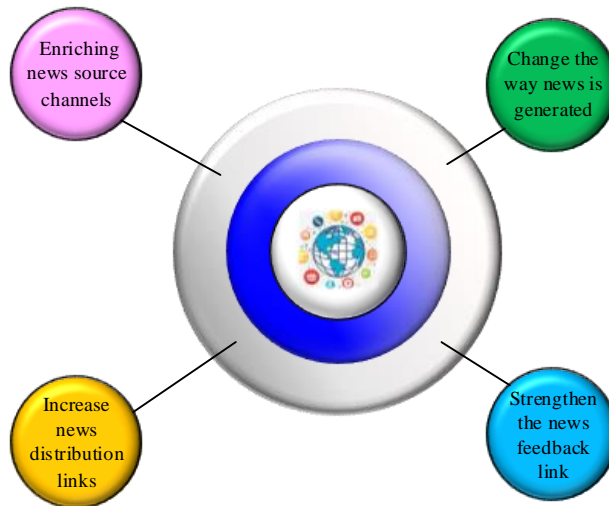 Enriching
news source
channels
Change the
way news is
generated
Increase
news
distribution
links
Strengthen
the news
feedback
link